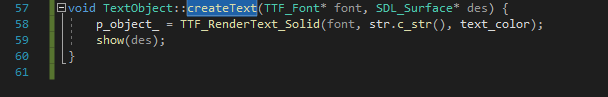 57 void TextObject::createText(TTF_Font* font, SDL_Surface* des) {
58 p_object_ = TTF_RenderText_Solid(font, str.c_str(), text_color);
59 show(des);
60 }
61